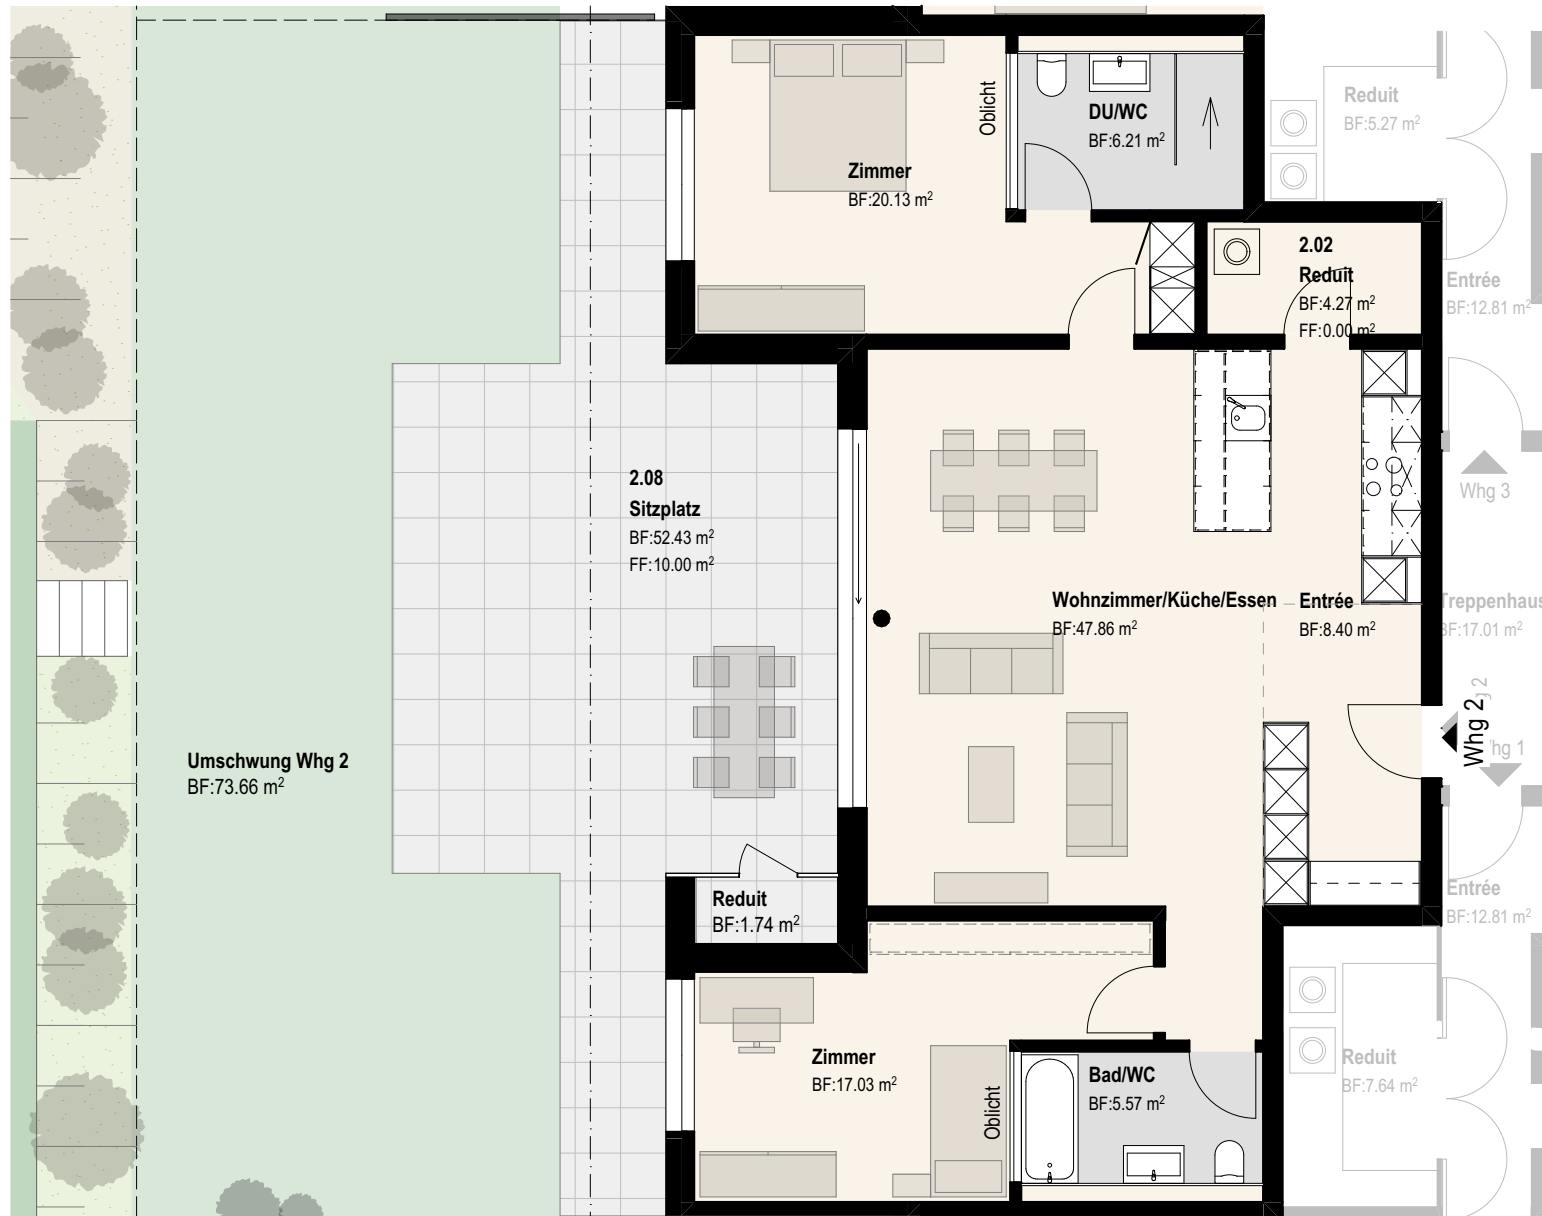 Reduit
BF:5.27 m²
Oblicht
DU/WC
BF:6.21 m²
Zimmer
BF:20.13 m²
2.02
Reduit
BF:4.27 m²
FF:0.00 m²
Entrée
BF:12.81 m²
2.08
Sitzplatz
BF:52.43 m²
FF:10.00 m²
Whg 3
Wohnzimmer/Küche/Essen
BF:47.86 m²
Entrée
BF:8.40 m²
Treppenhaus
BF:17.01 m²
Whg 2
Whg 1
Umschwung Whg 2
BF:73.66 m²
Reduit
BF:1.74 m²
Entrée
BF:12.81 m²
Zimmer
BF:17.03 m²
Oblicht
Bad/WC
BF:5.57 m²
Reduit
BF:7.64 m²